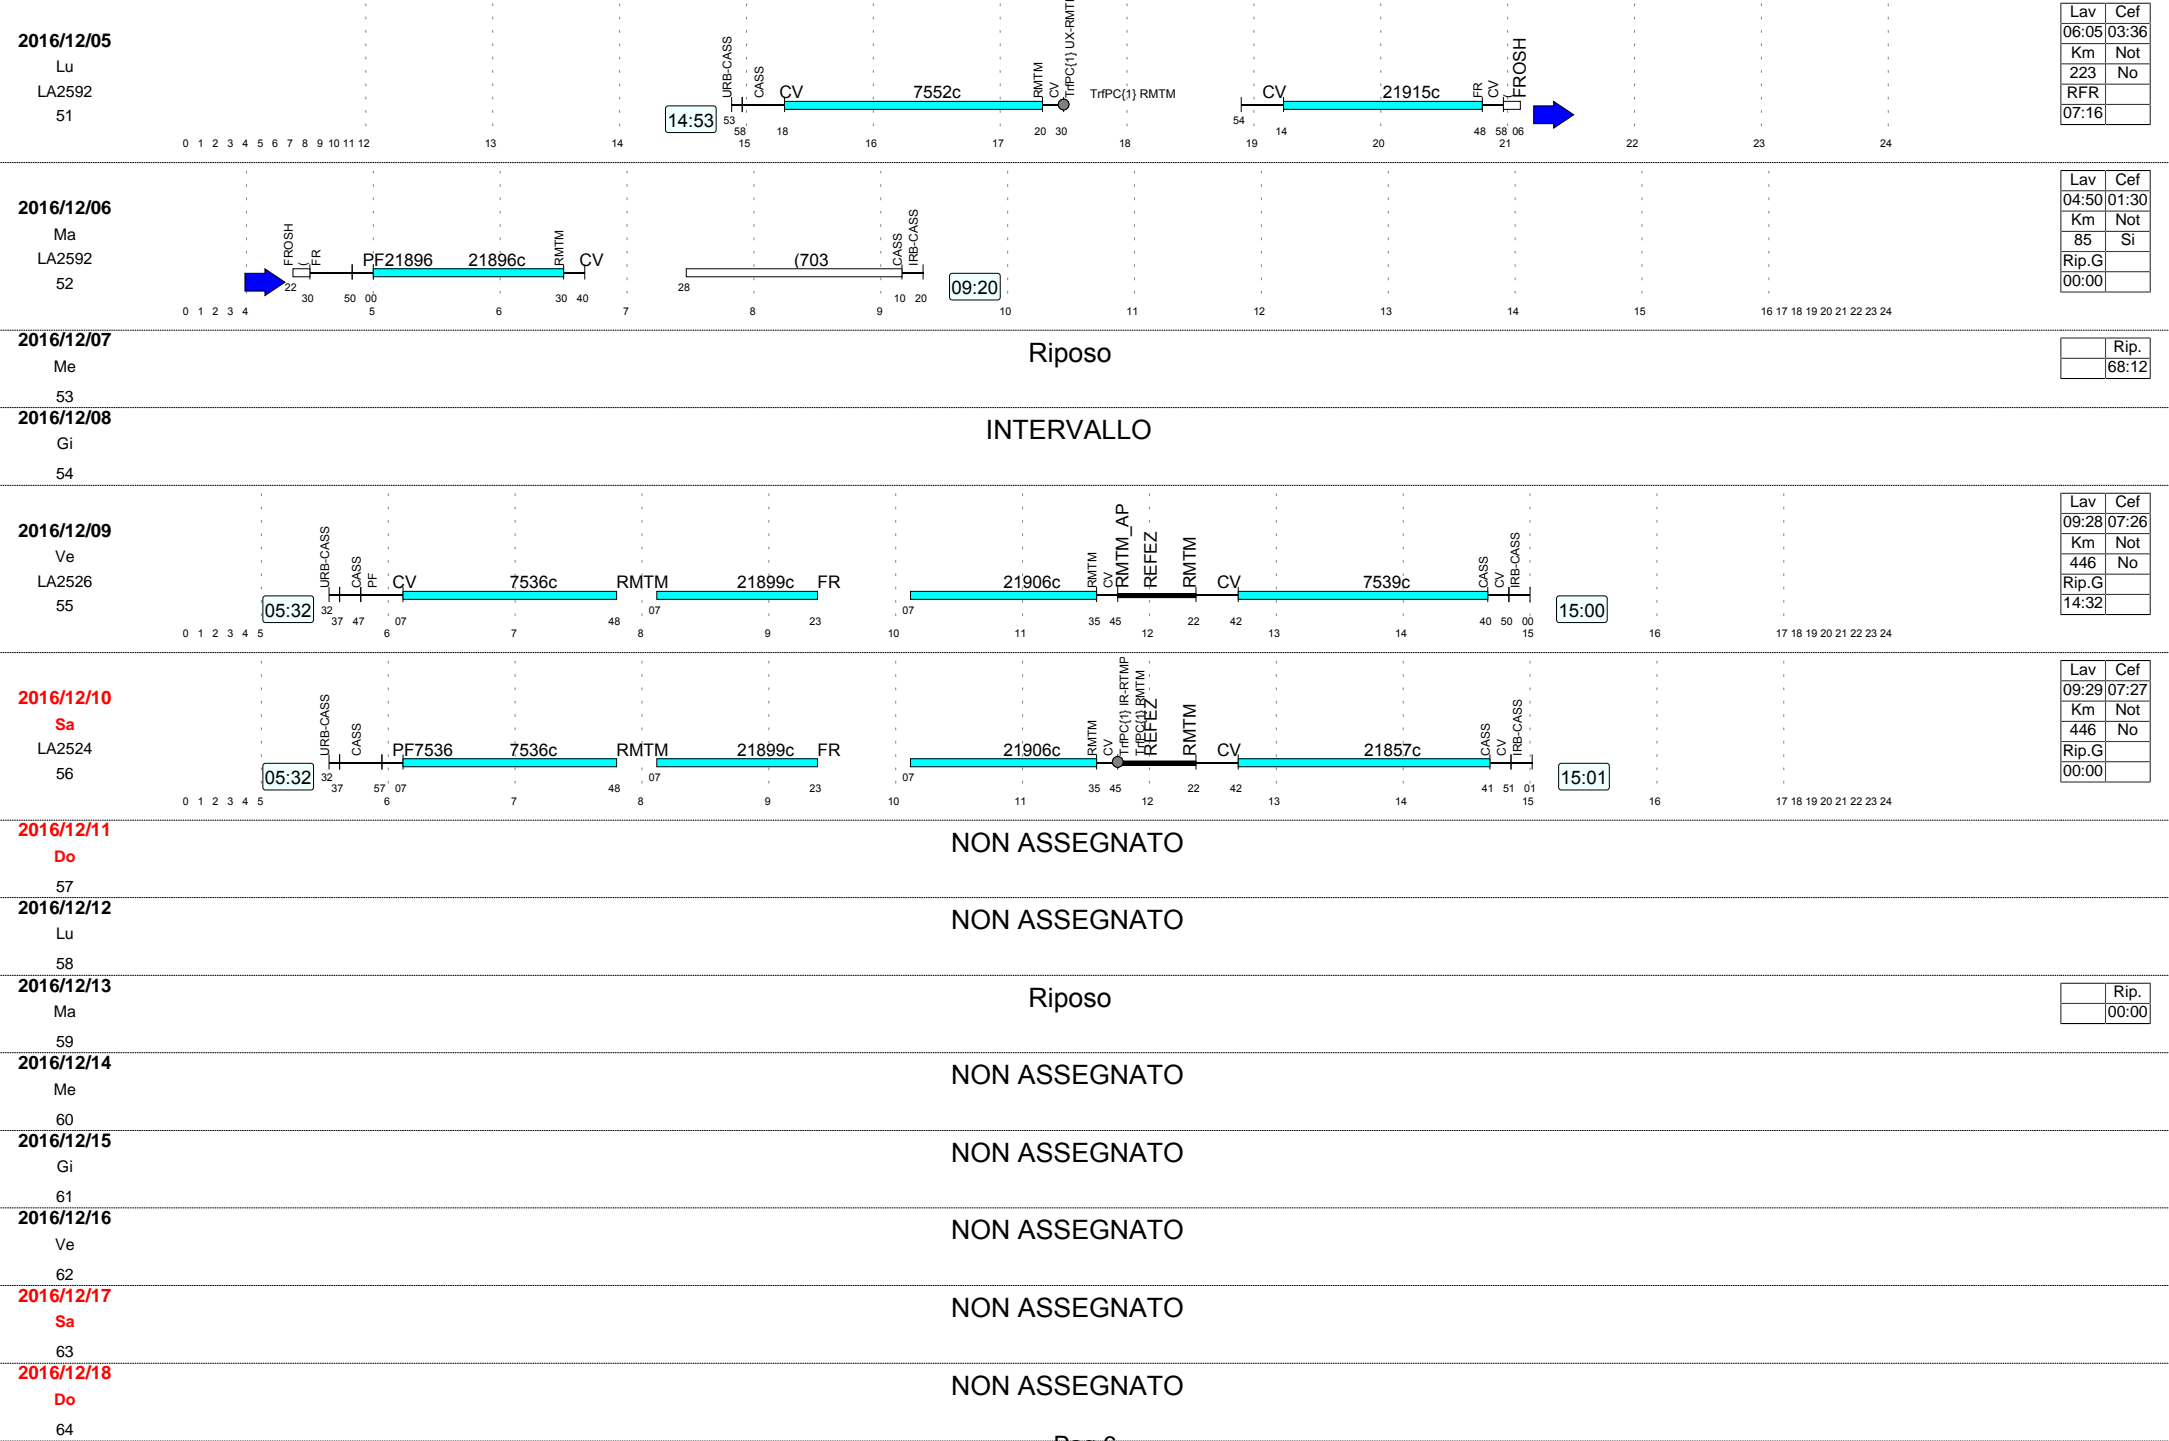 2016/12/05
Lu
LA2592
51
14:53
URB-CASS
CASS
CV
7552c
RMTM
CV
TrfPC{1} RMTM
CV
21915c
FR
CV
FROSH
53 58 18 20 30 54 14 48 58 06
0 1 2 3 4 5 6 7 8 9 10 11 12 13 14 15 16 17 18 19 20 21 22 23 24
Lav Cef
06:05 03:36
Km Not
223 No
RFR
07:16
2016/12/06
Ma
LA2592
52
FROSH
(
FR
PF21896
21896c
RMTM
CV
(703
CASS
IRB-CASS
09:20
22 30 50 00 30 40 28 10 20
0 1 2 3 4 5 6 7 8 9 10 11 12 13 14 15 16 17 18 19 20 21 22 23 24
Lav Cef
04:50 01:30
Km Not
85 Si
Rip.G
00:00
2016/12/07
Me
53
Riposo
Rip.
68:12
2016/12/08
Gi
54
INTERVALLO
2016/12/09
Ve
LA2526
55
05:32
URB-CASS
CASS
PF
CV
7536c
RMTM
21899c
FR
21906c
RMTM
CV
RMTM_AP
REFEZ
RMTM
CV
7539c
CASS
CV
IRB-CASS
15:00
32 37 47 07 48 07 23 07 35 45 22 42 40 50 00
0 1 2 3 4 5 6 7 8 9 10 11 12 13 14 15 16 17 18 19 20 21 22 23 24
Lav Cef
09:28 07:26
Km Not
446 No
Rip.G
14:32
2016/12/10
Sa
LA2524
56
05:32
URB-CASS
CASS
PF7536
7536c
RMTM
21899c
FR
21906c
RMTM
CV
TrfPC{1} IR-RTMP
TrfPC{1} RMTM
REFEZ
RMTM
CV
21857c
CASS
CV
IRB-CASS
15:01
32 37 57 07 48 07 23 07 35 45 22 42 41 51 01
0 1 2 3 4 5 6 7 8 9 10 11 12 13 14 15 16 17 18 19 20 21 22 23 24
Lav Cef
09:29 07:27
Km Not
446 No
Rip.G
00:00
2016/12/11
Do
57
NON ASSEGNATO
2016/12/12
Lu
58
NON ASSEGNATO
2016/12/13
Ma
59
Riposo
Rip.
00:00
2016/12/14
Me
60
NON ASSEGNATO
2016/12/15
Gi
61
NON ASSEGNATO
2016/12/16
Ve
62
NON ASSEGNATO
2016/12/17
Sa
63
NON ASSEGNATO
2016/12/18
Do
64
NON ASSEGNATO